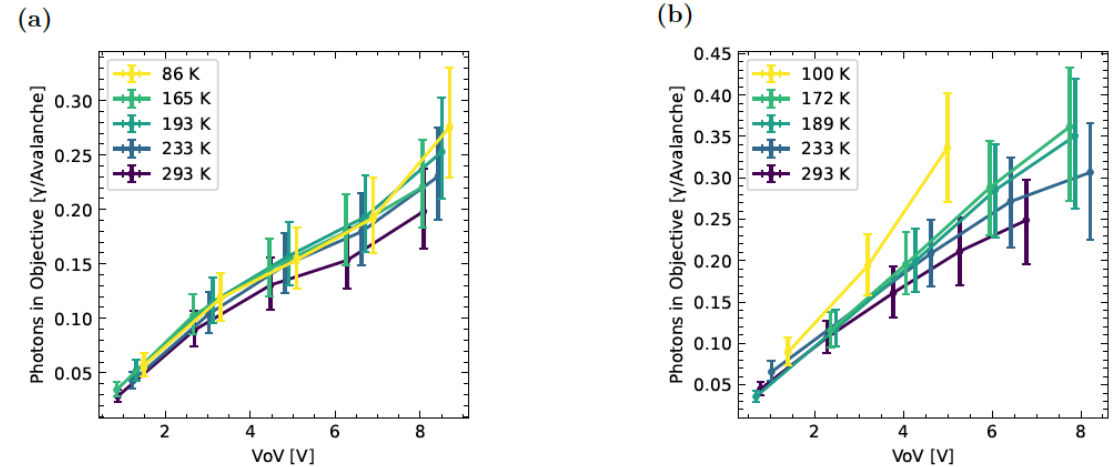 (a)
Photons in Objective [γ/Avalanche]
0.30
0.25
0.20
0.15
0.10
0.05
86 K
165 K
193 K
233 K
293 K
2 4 6 8
VoV [V]
(b)
Photons in Objective [γ/Avalanche]
0.45
0.40
0.35
0.30
0.25
0.20
0.15
0.10
0.05
100 K
172 K
189 K
233 K
293 K
2 4 6 8
VoV [V]